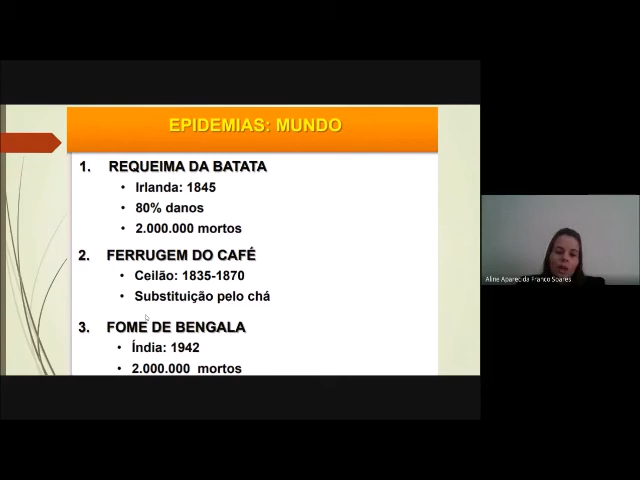 EPIDEMIAS: MUNDO
1. REQUEIMA DA BATATA
• Irlanda: 1845
• 80% danos
• 2.000.000 mortos
2. FERRUGEM DO CAFÉ
• Ceilão: 1835-1870
• Substituição pelo chá
3. FOME DE BENGALA
• Índia: 1942
• 2.000.000 mortos
Aline Aparecida Franco Soares